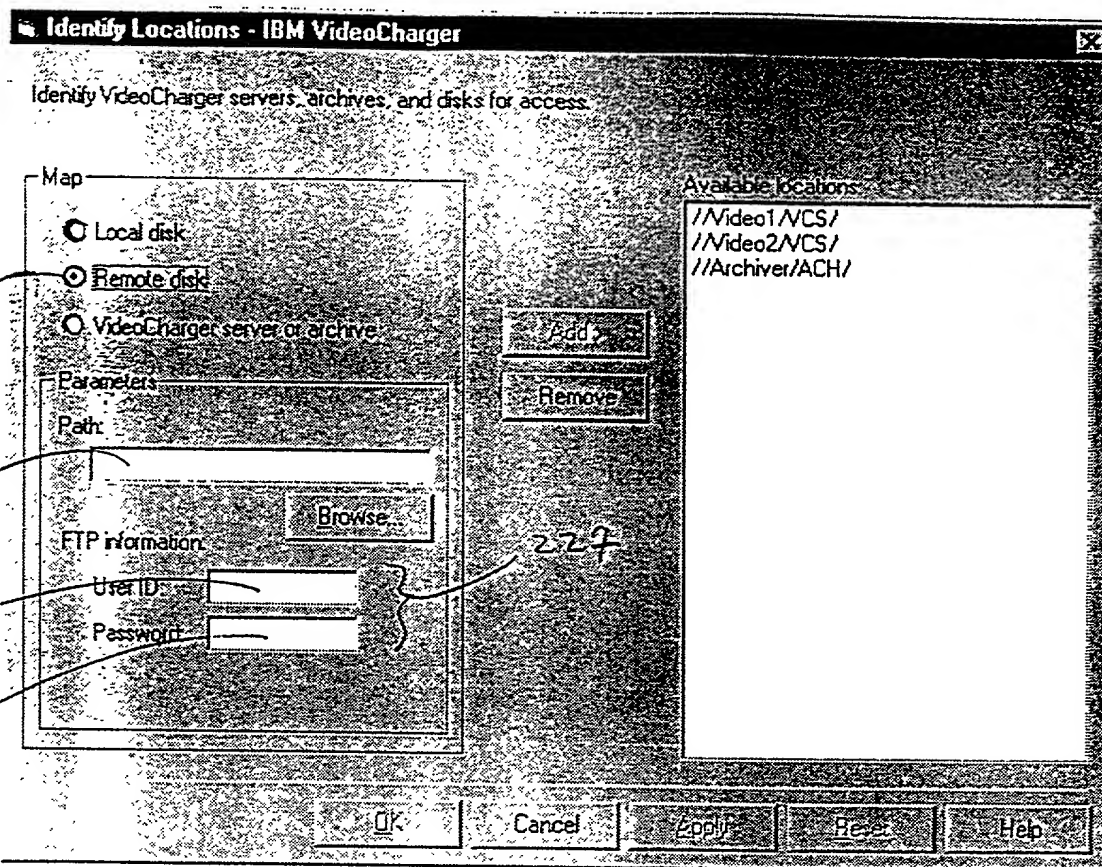 Identify Locations - IBM VideoCharger
Identify VideoCharger servers, archives, and disks for access.
Map
Local disk
Remote disk
VideoCharger server or archive
Parameters
Path:
Browse...
FTP information:
User ID:
Password:
227
Add >
Remove
Available locations:
//Video1/VCS/
//Video2/VCS/
//Archiver/ACH/
OK
Cancel
Apply
Reset
Help